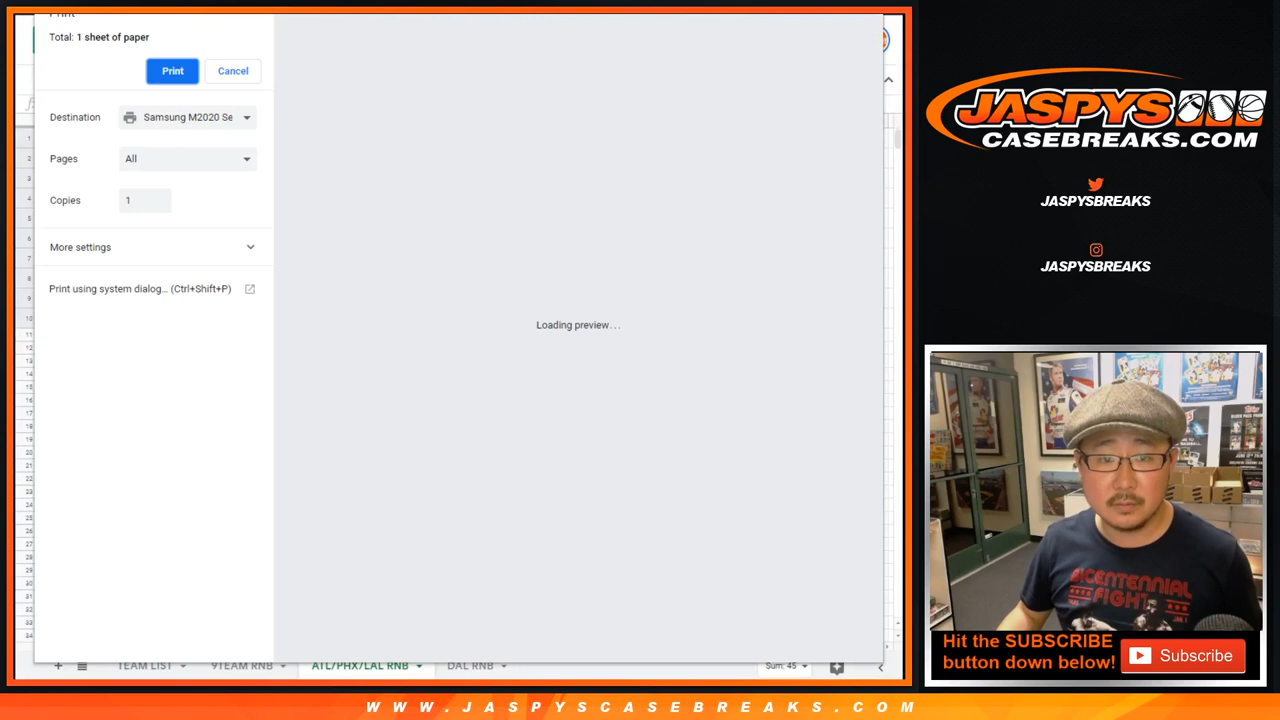 Total: 1 sheet of paper
Print
Cancel
Destination
Samsung M2020 Se
Pages
All
Copies
1
More settings
Print using system dialog... (Ctrl+Shift+P)
Loading preview...
TEAM LIST
9TEAM RNB
ATL/PHX/LAL RNB
DAL RNB
Sum: 45
JASPYS
CASEBREAKS.COM
JASPYSBREAKS
JASPYSBREAKS
BICENTENNIAL
FIGHT
Hit the SUBSCRIBE
button down below!
Subscribe
WWW.JASPYSCASEBREAKS.COM